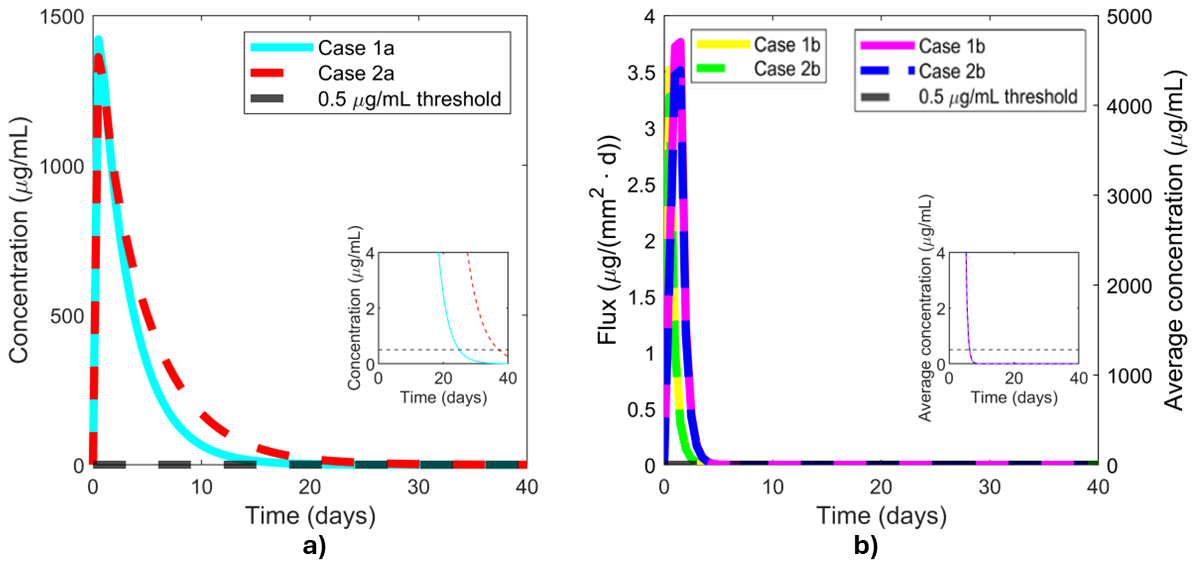 1500
1000
500
0
Concentration (μg/mL)
Case 1a
Case 2a
0.5 μg/mL threshold
4
2
0
Concentration (μg/mL)
0 20 40
Time (days)
0 10 20 30 40
Time (days)
a)
4
3.5
3
2.5
2
1.5
1
0.5
0
Flux (μg/(mm² · d))
Case 1b
Case 2b
Case 1b
Case 2b
0.5 μg/mL threshold
4
2
0
Average concentration (μg/mL)
0 20 40
Time (days)
5000
4000
3000
2000
1000
0
Average concentration (μg/mL)
0 10 20 30 40
Time (days)
b)